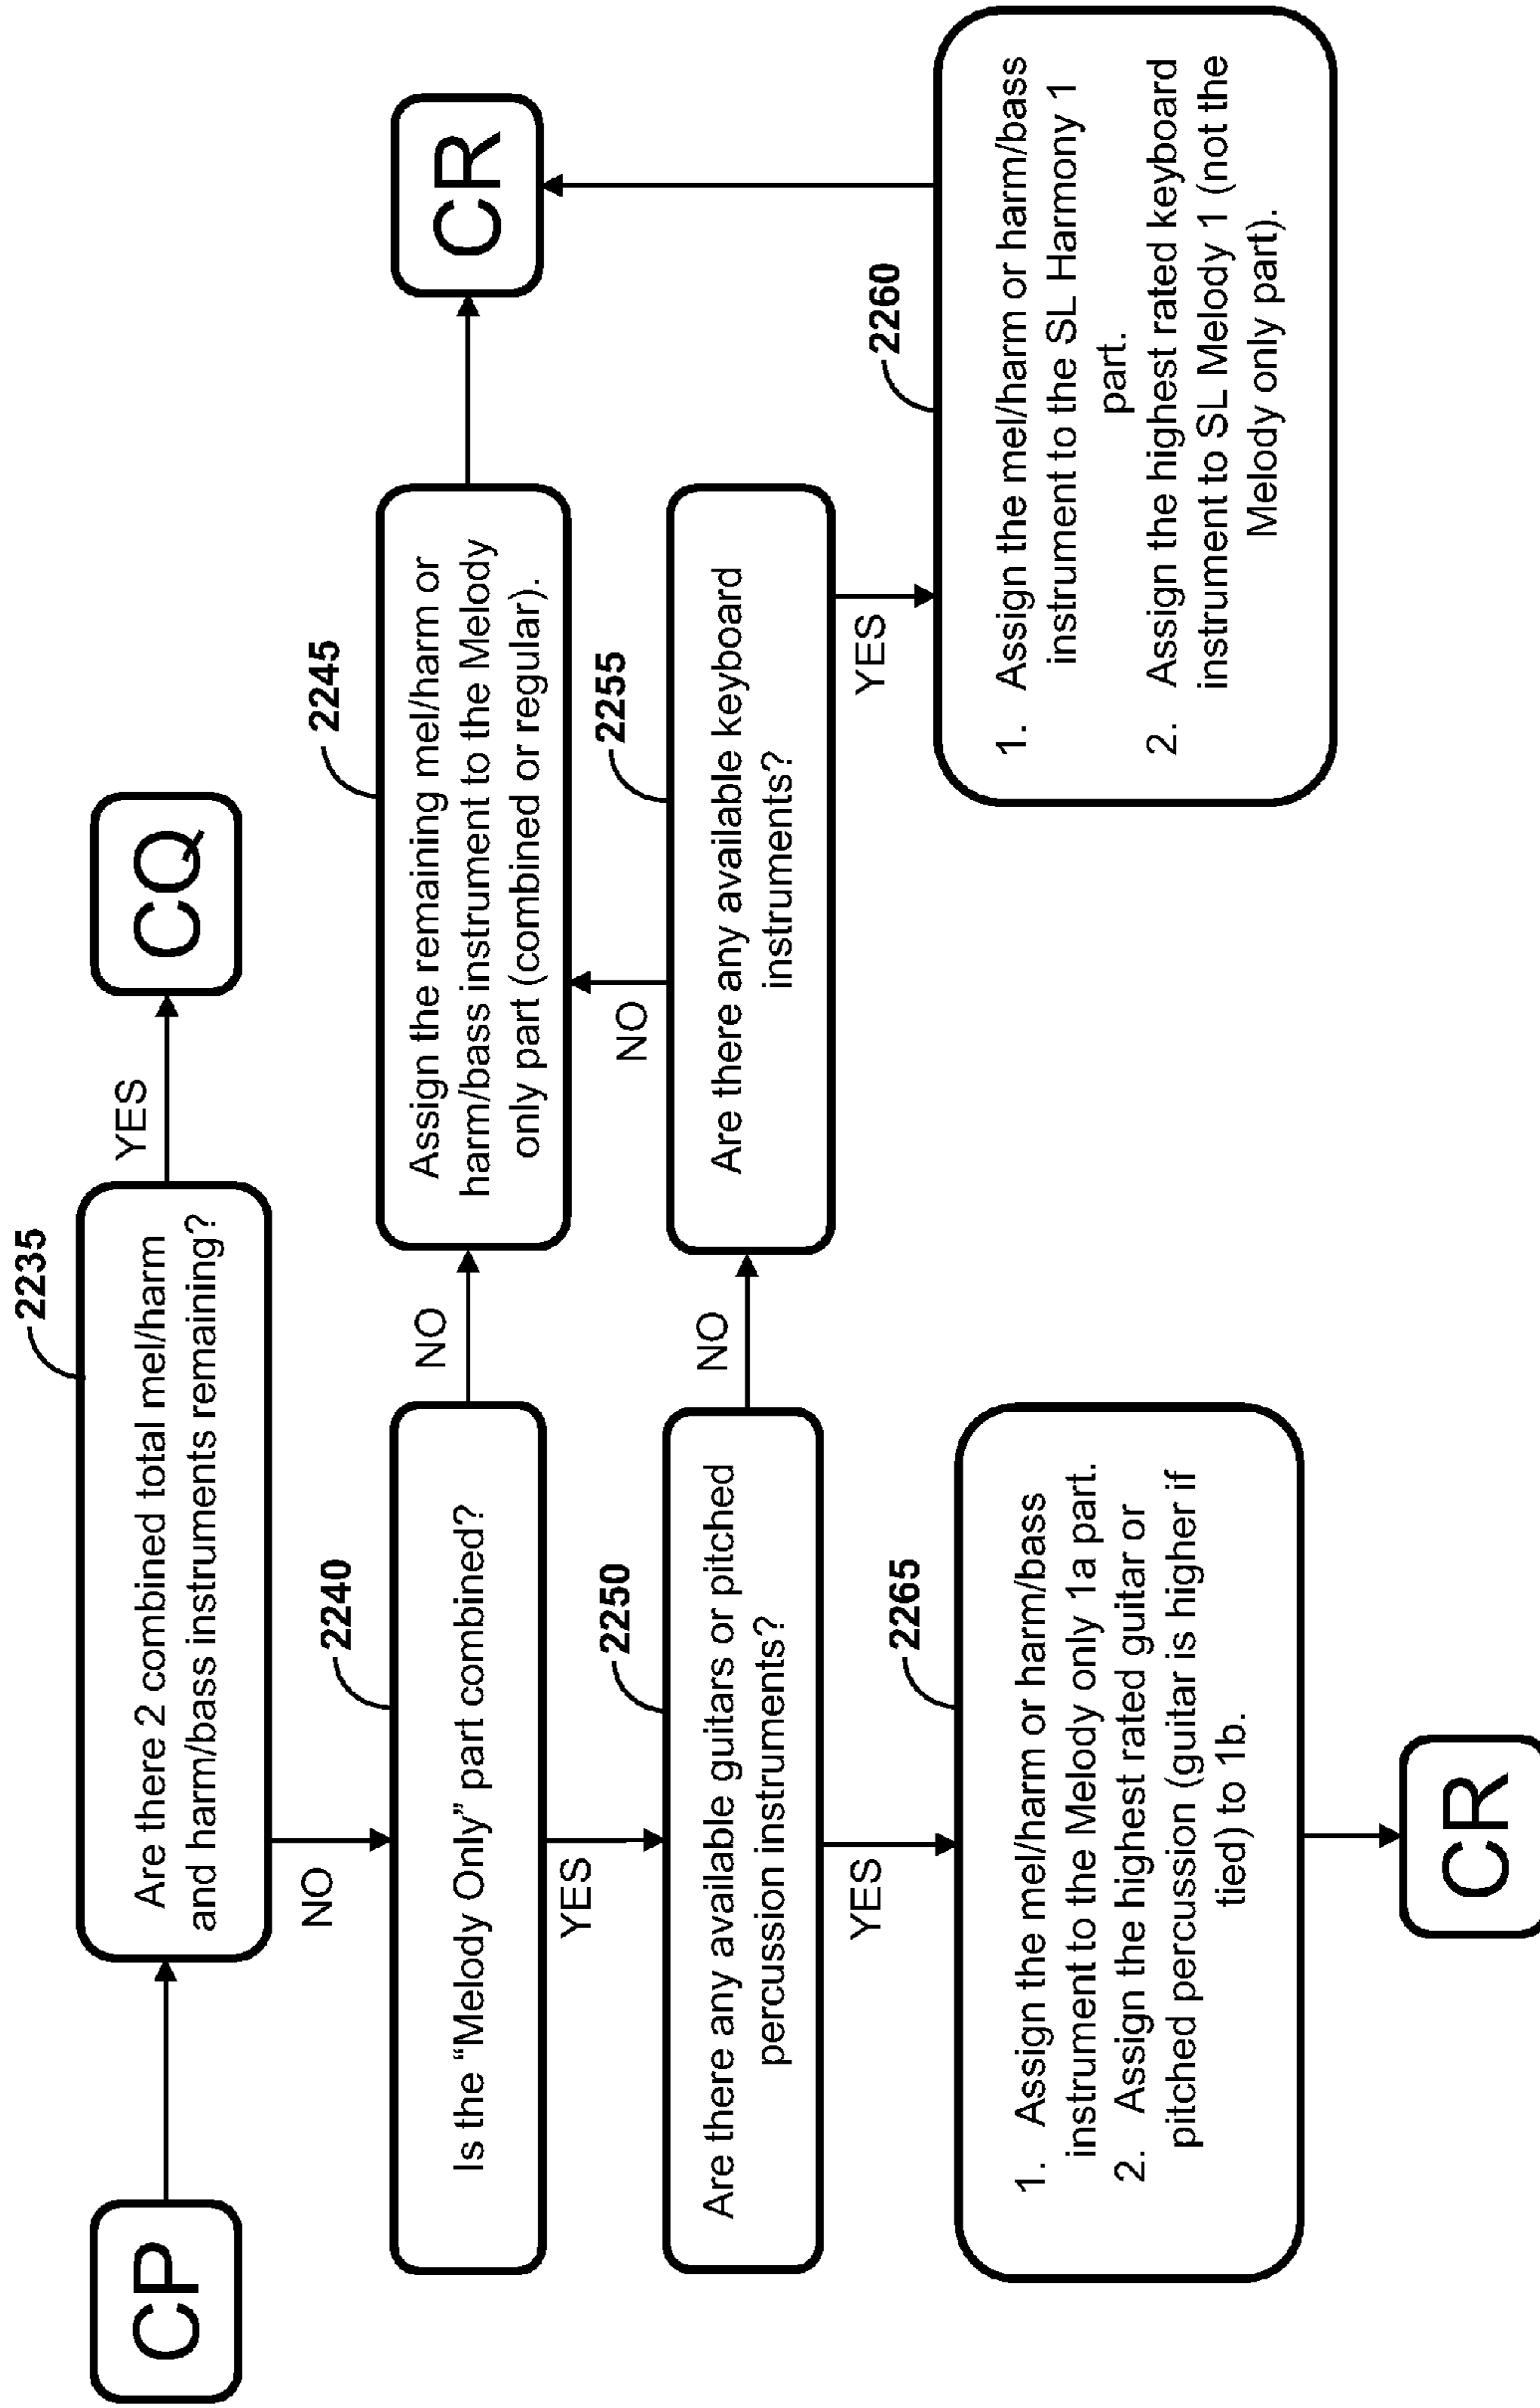 CP
2235
Are there 2 combined total mel/harm
and harm/bass instruments remaining?
YES
CQ
NO
2240
Is the “Melody Only” part combined?
NO
2245
Assign the remaining mel/harm or
harm/bass instrument to the Melody
only part (combined or regular).
CR
YES
2250
Are there any available guitars or pitched
percussion instruments?
NO
2255
Are there any available keyboard
instruments?
NO
YES
2260
1. Assign the mel/harm or harm/bass
instrument to the SL Harmony 1
part.
2. Assign the highest rated keyboard
instrument to SL Melody 1 (not the
Melody only part).
YES
2265
1. Assign the mel/harm or harm/bass
instrument to the Melody only 1a part.
2. Assign the highest rated guitar or
pitched percussion (guitar is higher if
tied) to 1b.
CR